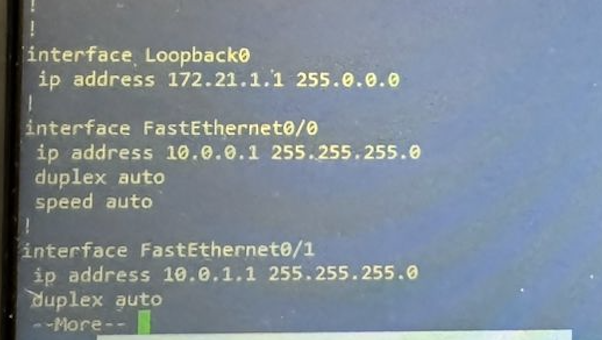 !
!
interface Loopback0
ip address 172.21.1.1 255.0.0.0
!
interface FastEthernet0/0
ip address 10.0.0.1 255.255.255.0
duplex auto
speed auto
!
interface FastEthernet0/1
ip address 10.0.1.1 255.255.255.0
duplex auto
--More--